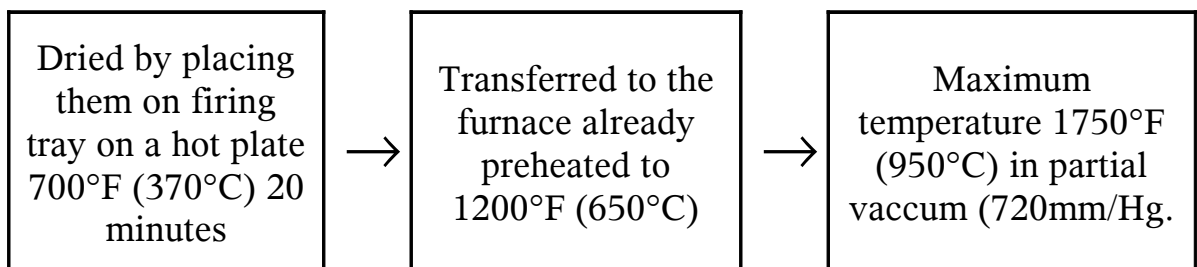 Dried by placing
them on firing
tray on a hot plate
700°F (370°C) 20
minutes
Transferred to the
furnace already
preheated to
1200°F (650°C)
Maximum
temperature 1750°F
(950°C) in partial
vaccum (720mm/Hg.